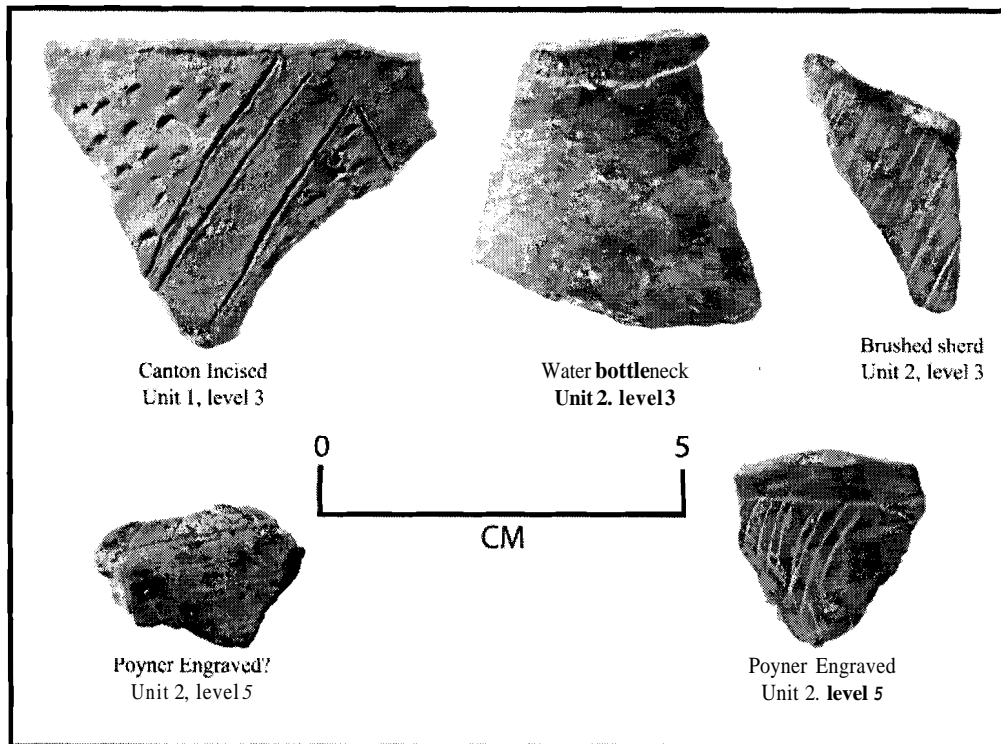 Canton Incised
Unit 1, level 3
Water bottleneck
Unit 2. level 3
Brushed sherd
Unit 2, level 3
0 5
CM
Poyner Engraved?
Unit 2, level 5
Poyner Engraved
Unit 2. level 5